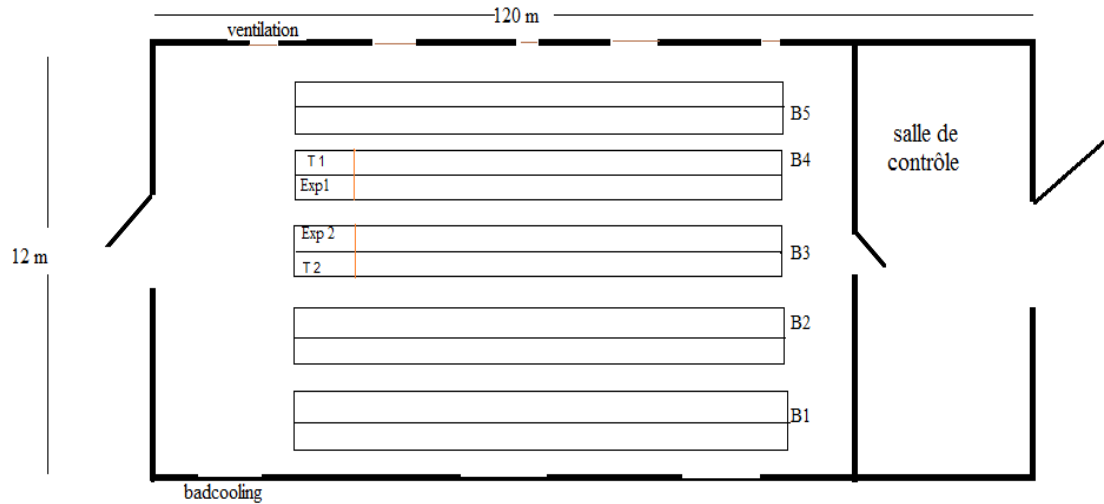 120 m
ventilation
B5
T 1
B4
Exp1
salle de
contrôle
Exp 2
12 m
B3
T 2
B2
B1
badcooling